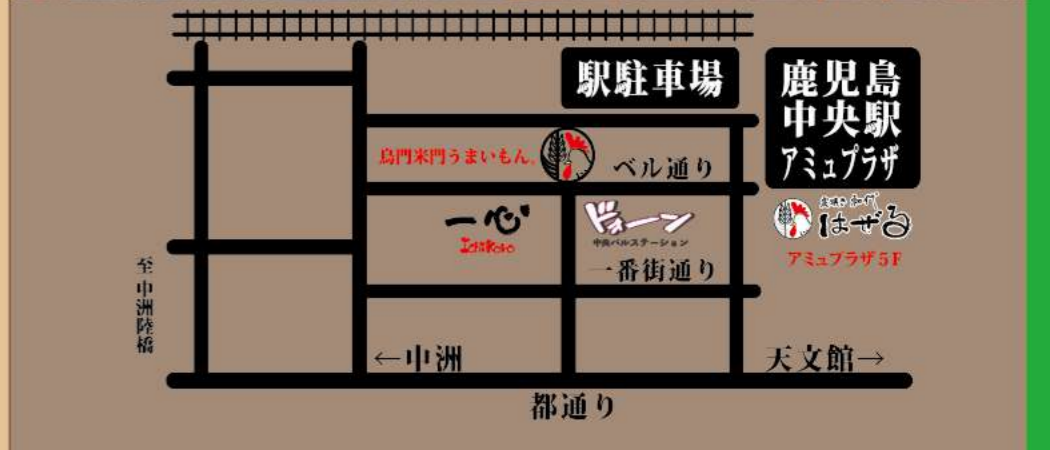 駅駐車場
鹿児島
中央駅
アミュプラザ
鳥門米門うまいもん。
ベル通り
一心
Ichikoro
ドォーン
中央バルステーション
はぜる
アミュプラザ5F
一番街通り
至中洲陸橋
←中洲
天文館→
都通り